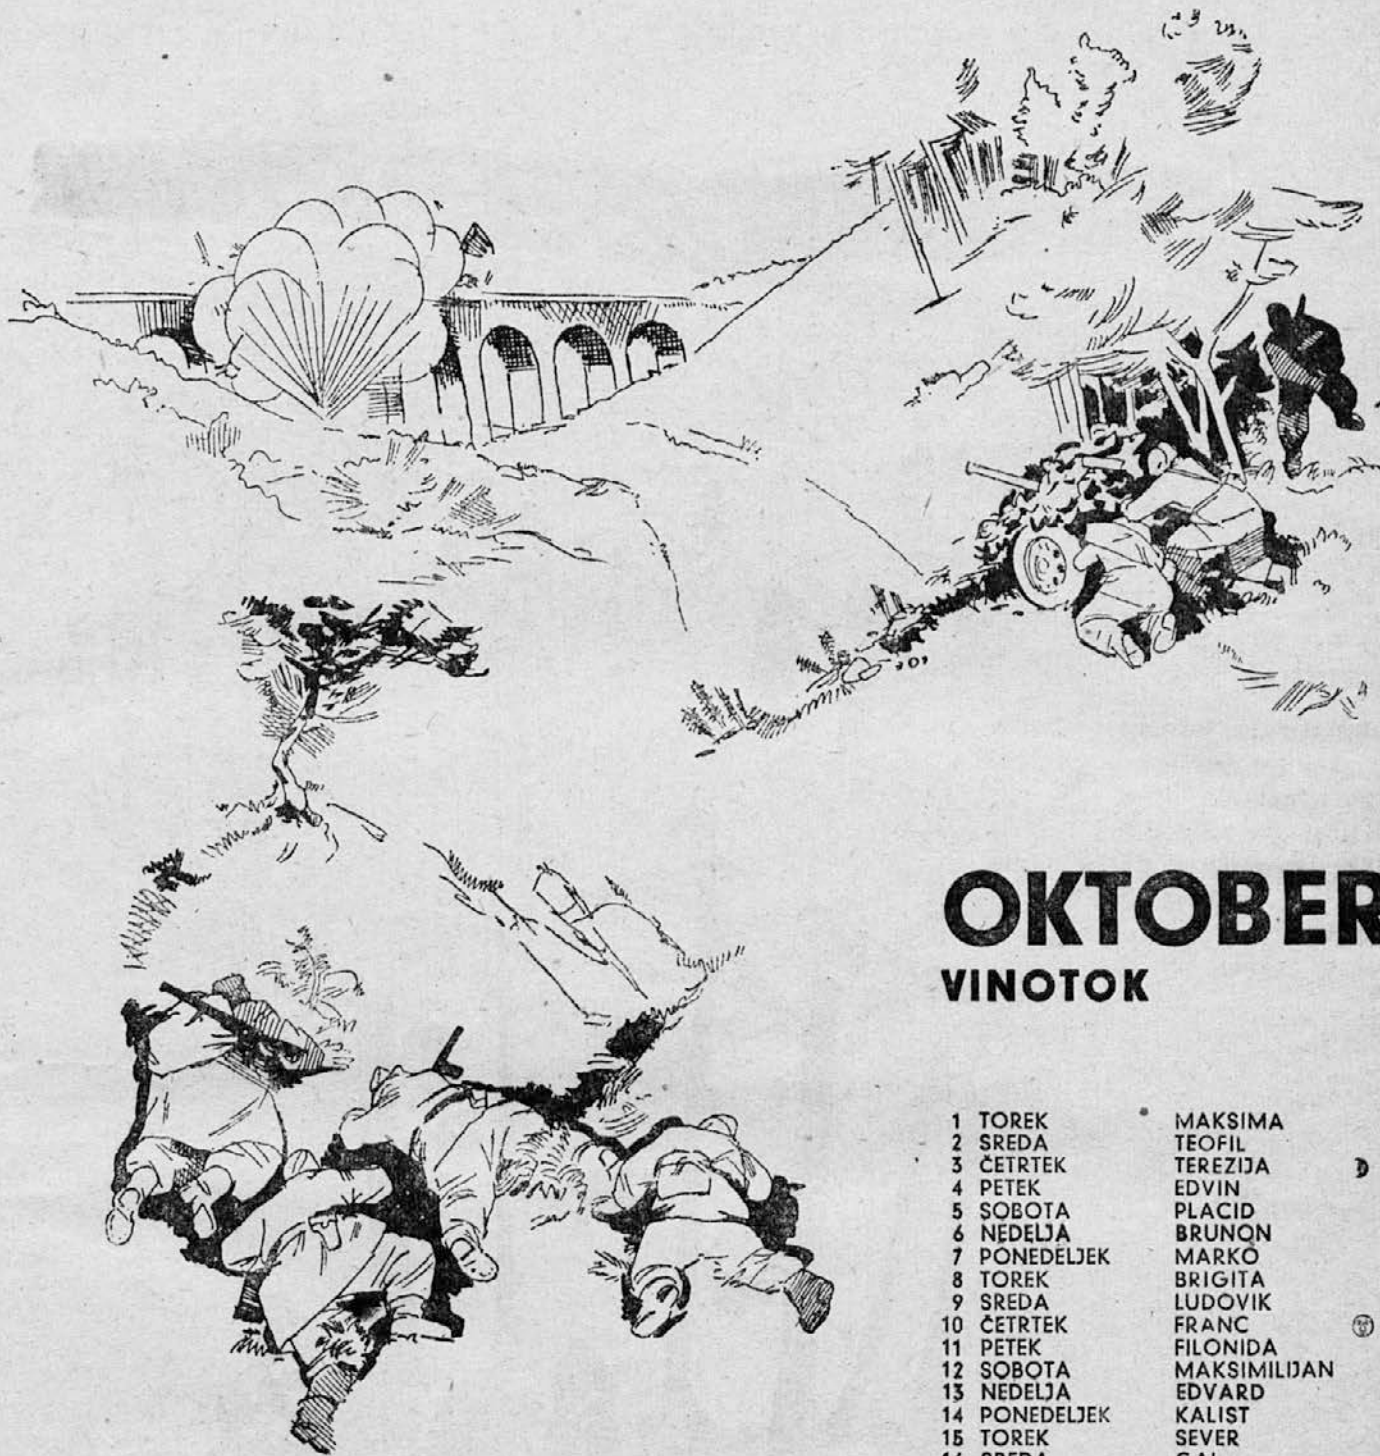 OKTOBER
VINOTOK
1 TOREK MAKSIMA
2 SREDA TEOFIL
3 ČETRTEK TEREZIJA
4 PETEK EDVIN
5 SOBOTA PLACID
6 NEDELJA BRUNON
7 PONEDELJEK MARKO
8 TOREK BRIGITA
9 SREDA LUDOVIK
10 ČETRTEK FRANC
11 PETEK FILONIDA
12 SOBOTA MAKSIMILIJAN
13 NEDELJA EDVARD
14 PONEDELJEK KALIST
15 TOREK SEVER